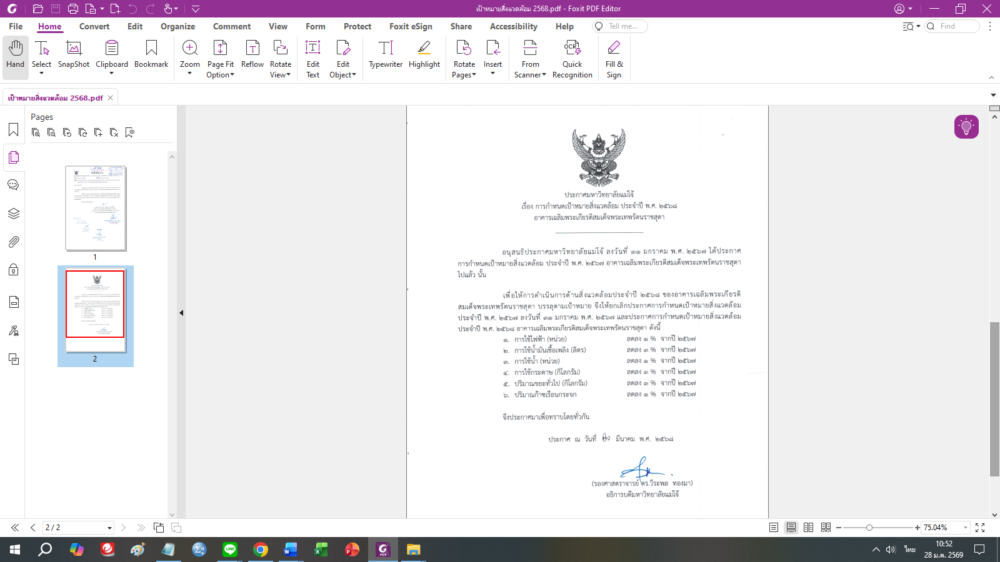 เป้าหมายสิ่งแวดล้อม 2568.pdf - Foxit PDF Editor
File Home Convert Edit Organize Comment View Form Protect Foxit eSign Share Accessibility Help Tell me... Find
Hand Select SnapShot Clipboard Bookmark Zoom Page Fit Option Reflow Rotate View Edit Text Edit Object Typewriter Highlight Rotate Pages Insert From Scanner OCR Quick Recognition Fill & Sign
เป้าหมายสิ่งแวดล้อม 2568.pdf
Pages
1
2
ประกาศมหาวิทยาลัยแม่โจ้
เรื่อง การกำหนดเป้าหมายสิ่งแวดล้อม ประจำปี พ.ศ. ๒๕๖๘
อาคารเฉลิมพระเกียรติสมเด็จพระเทพรัตนราชสุดา
อนุสนธิประกาศมหาวิทยาลัยแม่โจ้ ลงวันที่ ๓๑ มกราคม พ.ศ. ๒๕๖๗ ได้ประกาศ
การกำหนดเป้าหมายสิ่งแวดล้อม ประจำปี พ.ศ. ๒๕๖๗ อาคารเฉลิมพระเกียรติสมเด็จพระเทพรัตนราชสุดา
ไปแล้ว นั้น
เพื่อให้การดำเนินการด้านสิ่งแวดล้อมประจำปี ๒๕๖๘ ของอาคารเฉลิมพระเกียรติ
สมเด็จพระเทพรัตนราชสุดา บรรลุตามเป้าหมาย จึงให้ยกเลิกประกาศการกำหนดเป้าหมายสิ่งแวดล้อม
ประจำปี พ.ศ. ๒๕๖๗ ลงวันที่ ๓๑ มกราคม พ.ศ. ๒๕๖๗ และประกาศการกำหนดเป้าหมายสิ่งแวดล้อม
ประจำปี พ.ศ. ๒๕๖๘ อาคารเฉลิมพระเกียรติสมเด็จพระเทพรัตนราชสุดา ดังนี้
๑. การใช้ไฟฟ้า (หน่วย) ลดลง ๑ % จากปี ๒๕๖๗
๒. การใช้น้ำมันเชื้อเพลิง (ลิตร) ลดลง ๓ % จากปี ๒๕๖๗
๓. การใช้น้ำ (หน่วย) ลดลง ๑ % จากปี ๒๕๖๗
๔. การใช้กระดาษ (กิโลกรัม) ลดลง ๓ % จากปี ๒๕๖๗
๕. ปริมาณขยะทั่วไป (กิโลกรัม) ลดลง ๓ % จากปี ๒๕๖๗
๖. ปริมาณก๊าซเรือนกระจก ลดลง ๑ % จากปี ๒๕๖๗
จึงประกาศมาเพื่อทราบโดยทั่วกัน
ประกาศ ณ วันที่ มีนาคม พ.ศ. ๒๕๖๘
(รองศาสตราจารย์ ดร.วีระพล ทองมา)
อธิการบดีมหาวิทยาลัยแม่โจ้
2 / 2
75.04%
ไทย
10:52
28 ม.ค. 2569